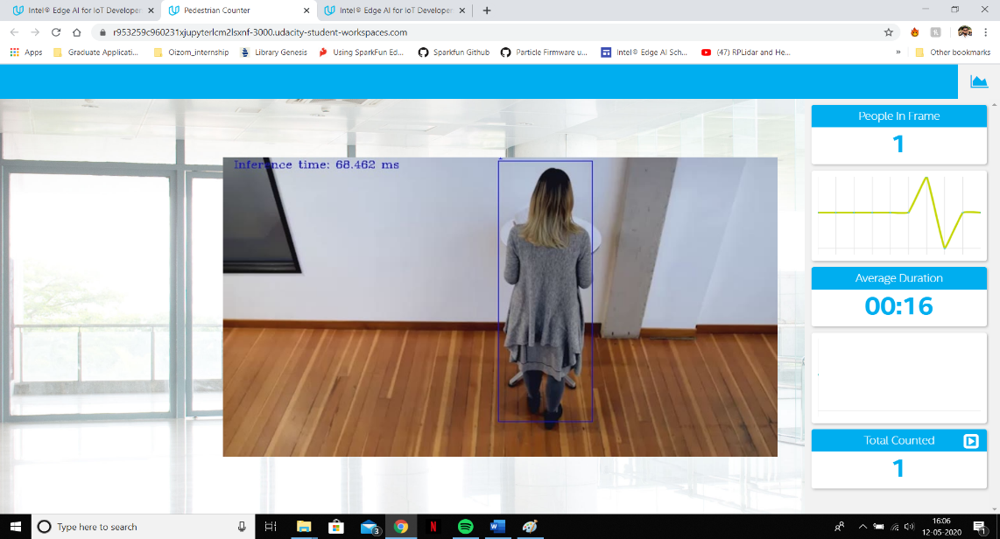 Intel® Edge AI for IoT Developer
Pedestrian Counter
Intel® Edge AI for IoT Developer
r953259c960231xjupyterlcm2lsxnf-3000.udacity-student-workspaces.com
Apps
Graduate Applicati...
Oizom_internship
Library Genesis
Using SparkFun Ed...
Sparkfun Github
Particle Firmware u...
Intel® Edge AI Sch...
(47) RPLidar and He...
»
Other bookmarks
People In Frame
1
Inference time: 68.462 ms
Average Duration
00:16
Total Counted
1
Type here to search
3
N
W
16:06
12-05-2020
1